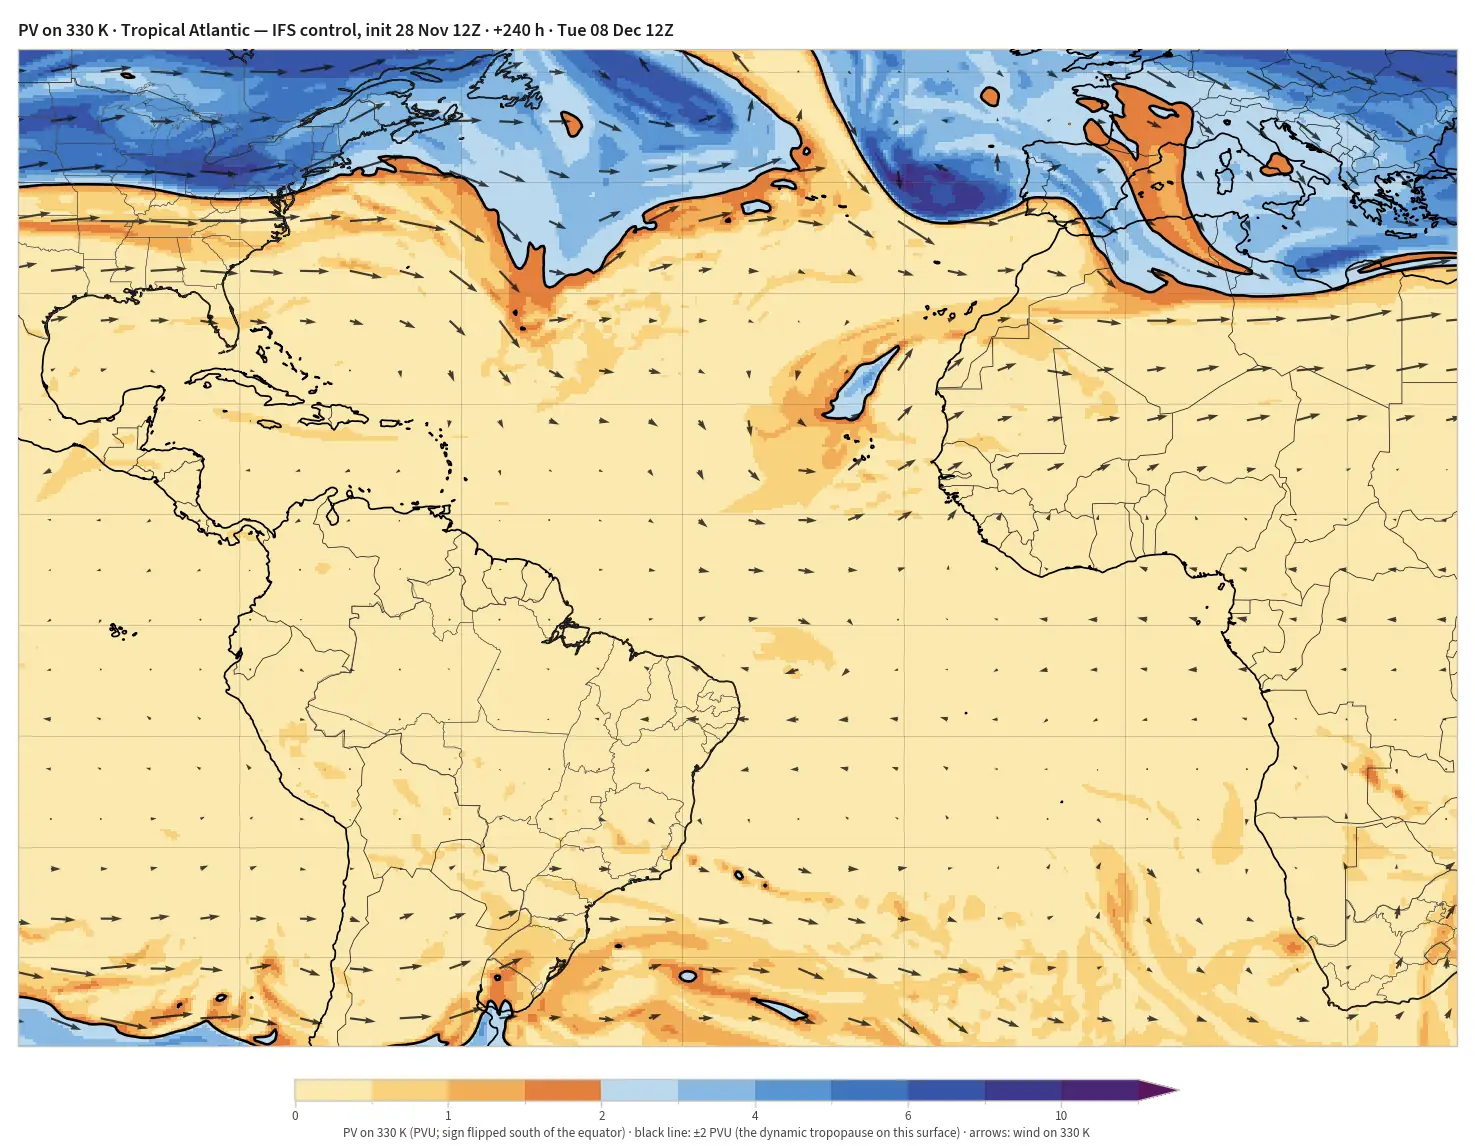 PV on 330 K · Tropical Atlantic — IFS control, init 28 Nov 12Z · +240 h · Tue 08 Dec 12Z
0 1 2 4 6 10
PV on 330 K (PVU; sign flipped south of the equator) · black line: ±2 PVU (the dynamic tropopause on this surface) · arrows: wind on 330 K